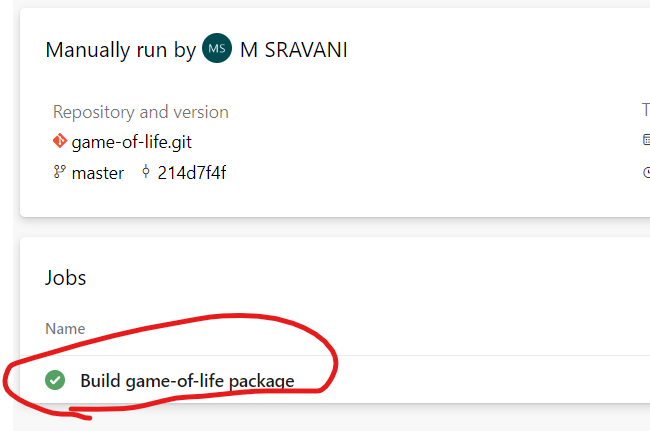 Manually run by MS M SRAVANI
Repository and version
T
game-of-life.git
master 214d7f4f
Jobs
Name
Build game-of-life package